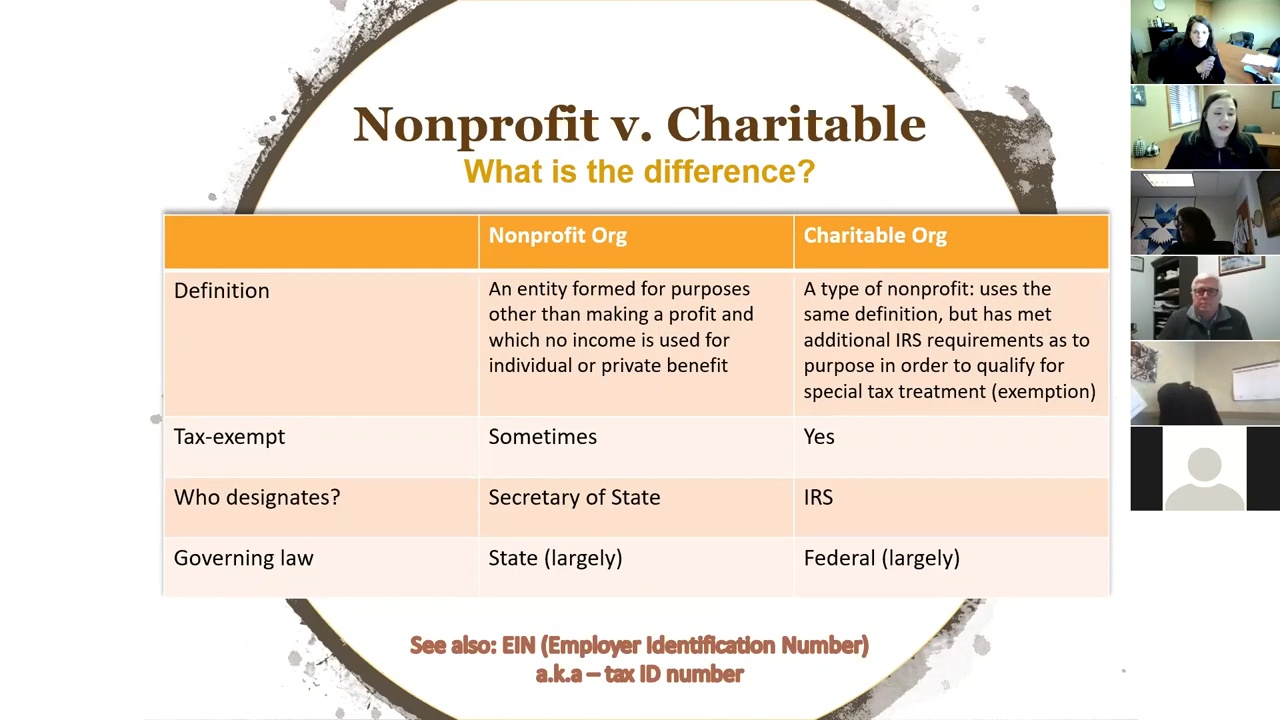 Nonprofit v. Charitable
What is the difference?
Nonprofit Org
Charitable Org
Definition
An entity formed for purposes
other than making a profit and
which no income is used for
individual or private benefit
A type of nonprofit: uses the
same definition, but has met
additional IRS requirements as to
purpose in order to qualify for
special tax treatment (exemption)
Tax-exempt
Sometimes
Yes
Who designates?
Secretary of State
IRS
Governing law
State (largely)
Federal (largely)
See also: EIN (Employer Identification Number)
a.k.a – tax ID number